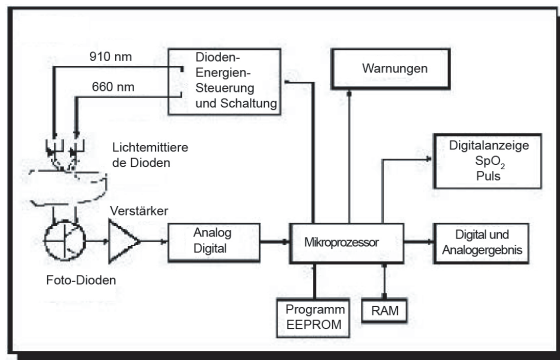 910 nm
660 nm
Dioden-
Energien-
Steuerung
und Schaltung
Warnungen
Lichtemittiere
de Dioden
Digitalanzeige
SpO₂
Puls
Verstärker
Analog
Digital
Mikroprozessor
Digital und
Analogergebnis
Foto-Dioden
Programm
EEPROM
RAM